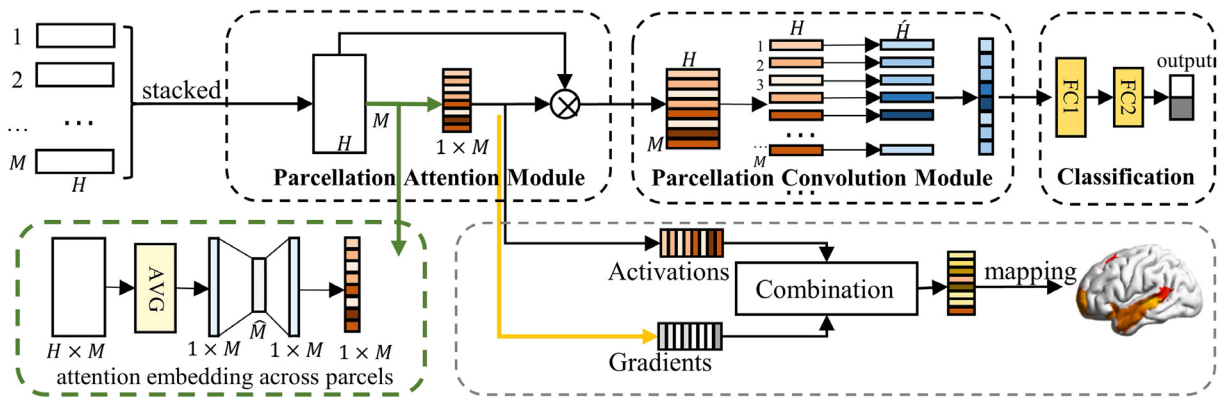 1
2
...
...
M
H
stacked
M
H
1 × M
Parcellation Attention Module
H
M
H
H́
1
2
3
...
...
M
Parcellation Convolution Module
...
FC1
FC2
output
Classification
H × M
AVG
1 × M
M̂
1 × M
1 × M
attention embedding across parcels
Activations
Gradients
Combination
mapping